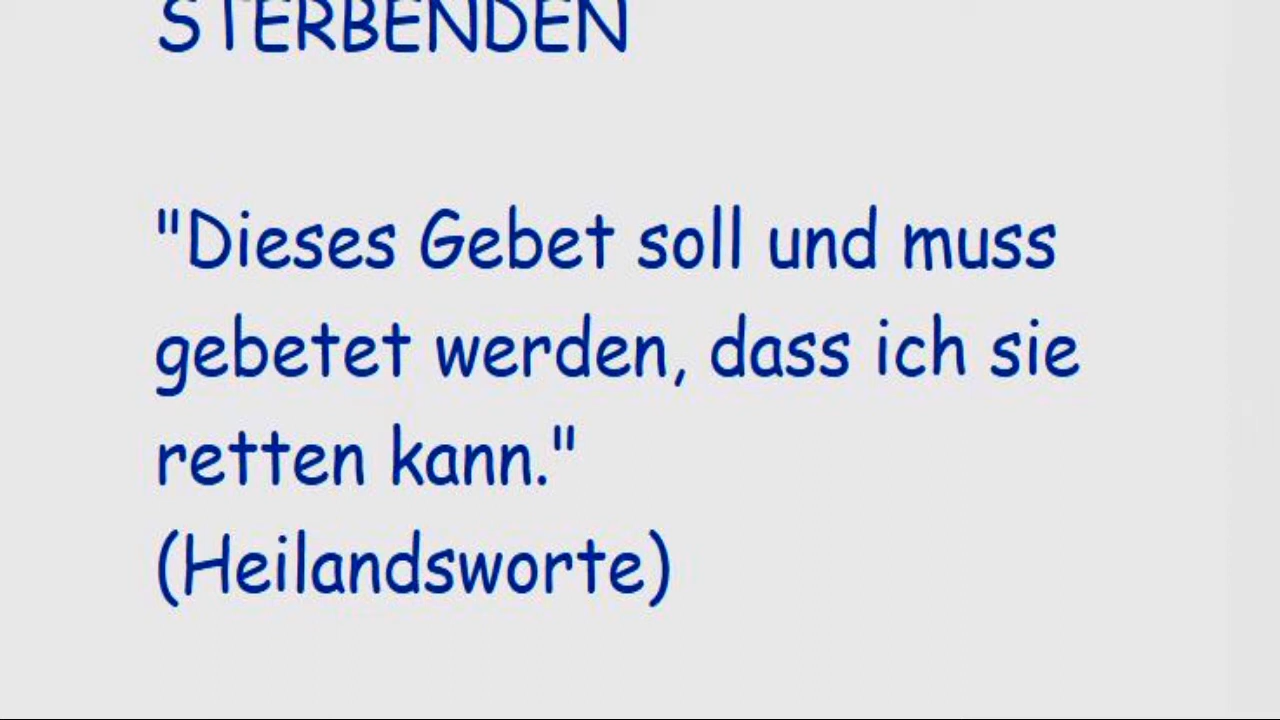 STERBENDEN
"Dieses Gebet soll und muss
gebetet werden, dass ich sie
retten kann."
(Heilandsworte)